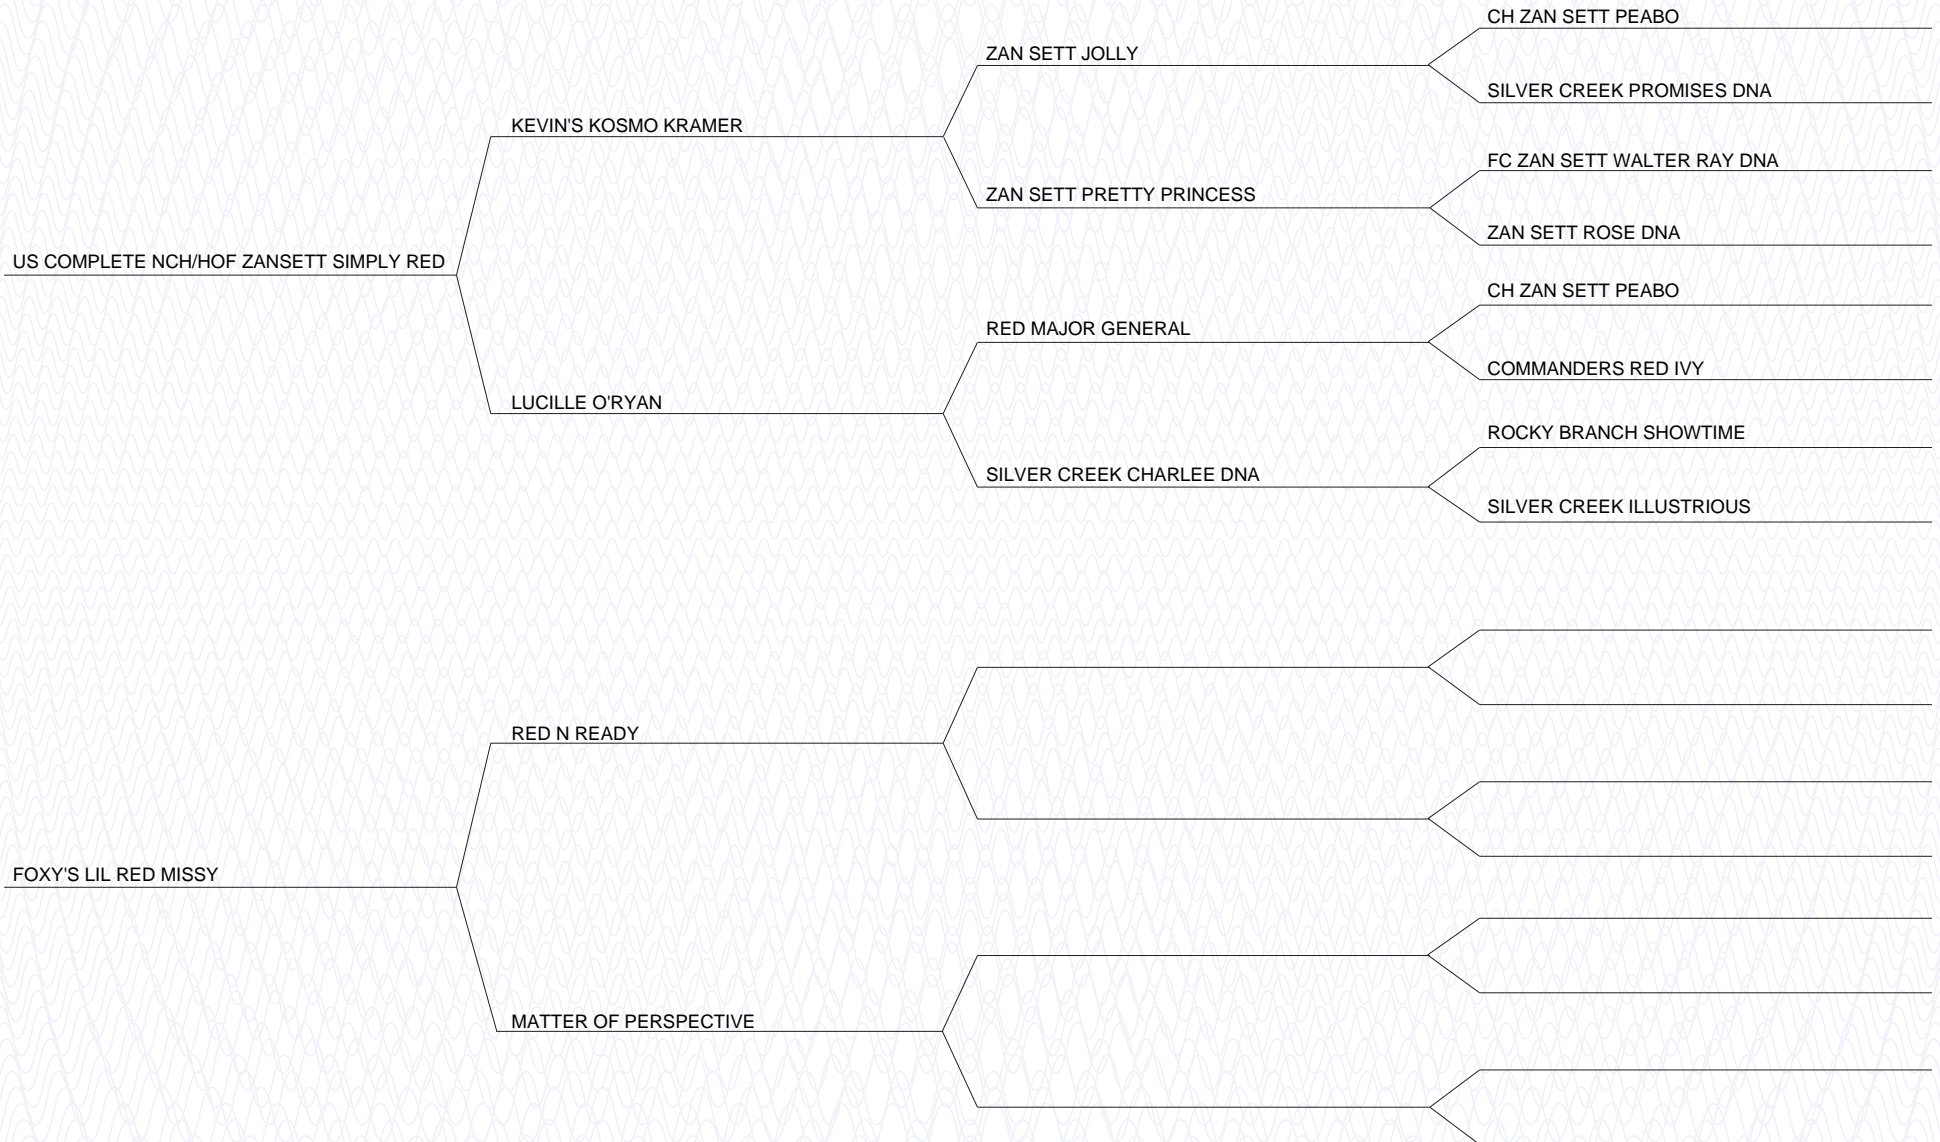 CH ZAN SETT PEABO
ZAN SETT JOLLY
SILVER CREEK PROMISES DNA
KEVIN'S KOSMO KRAMER
FC ZAN SETT WALTER RAY DNA
ZAN SETT PRETTY PRINCESS
ZAN SETT ROSE DNA
US COMPLETE NCH/HOF ZANSETT SIMPLY RED
CH ZAN SETT PEABO
RED MAJOR GENERAL
COMMANDERS RED IVY
LUCILLE O'RYAN
ROCKY BRANCH SHOWTIME
SILVER CREEK CHARLEE DNA
SILVER CREEK ILLUSTRIOUS
RED N READY
FOXY'S LIL RED MISSY
MATTER OF PERSPECTIVE